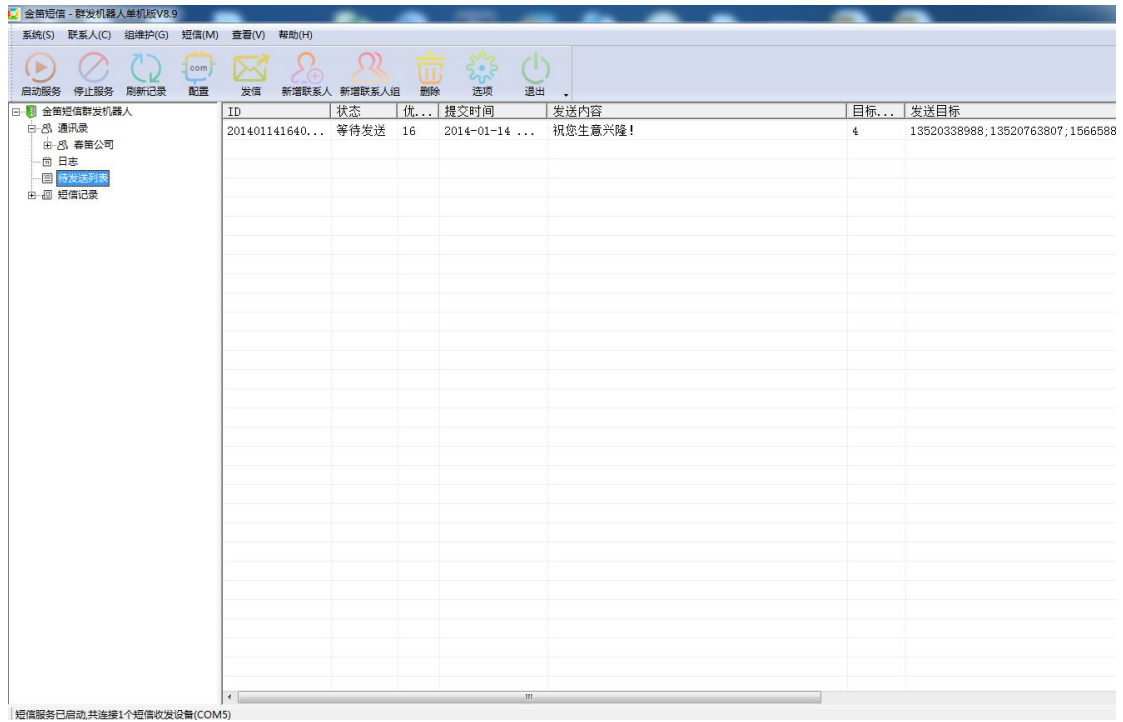 金笛短信 - 群发机器人单机版V8.9
系统(S) 联系人(C) 组维护(G) 短信(M) 查看(V) 帮助(H)
com
启动服务 停止服务 刷新记录 配置 发信 新增联系人 新增联系人组 删除 选项 退出
金笛短信群发机器人
通讯录
春笛公司
日志
待发送列表
短信记录
ID 状态 优... 提交时间 发送内容 目标... 发送目标
201401141640... 等待发送 16 2014-01-14 ... 祝您生意兴隆! 4 13520338988;13520763807;1566588
短信服务已启动,共连接1个短信收发设备(COM5)